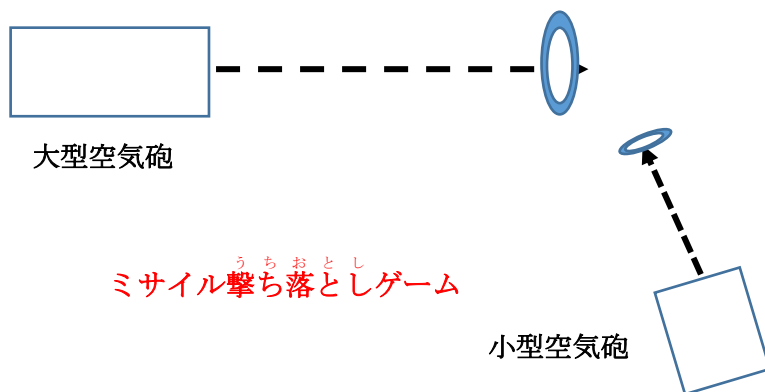 大型空気砲
うちおとし
ミサイル撃ち落としゲーム
小型空気砲